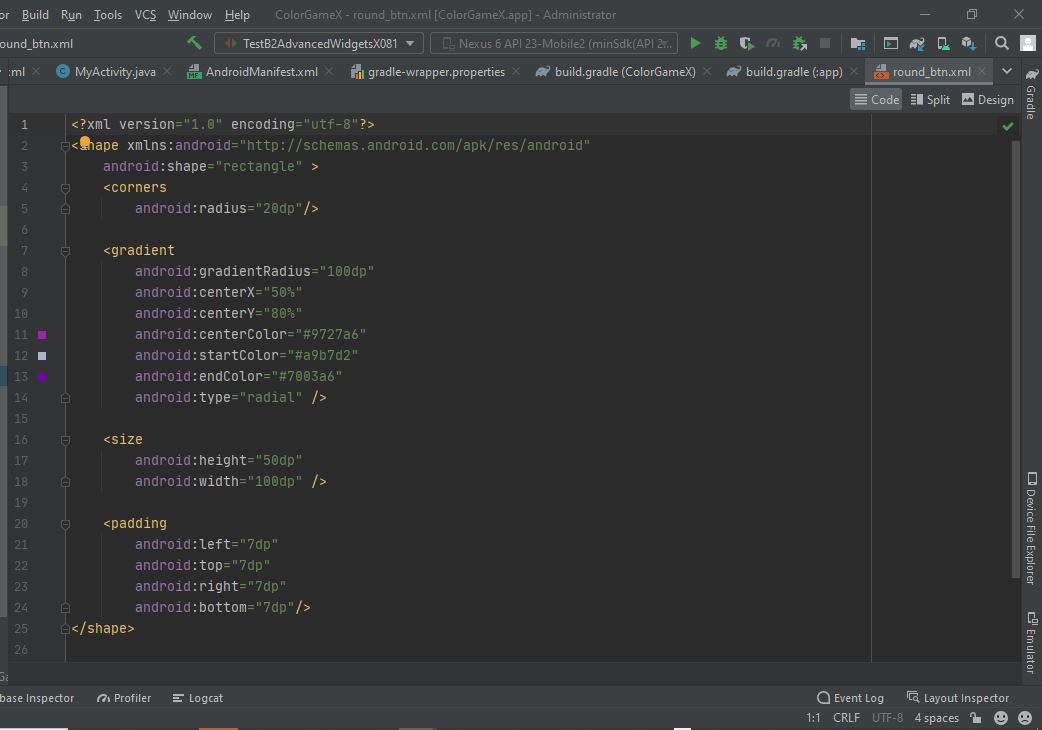 or Build Run Tools VCS Window Help ColorGameX - round_btn.xml [ColorGameX.app] - Administrator
ound_btn.xml TestB2AdvancedWidgetsX081 Nexus 6 API 23-Mobile2 (minSdk(API 2r...
:ml MyActivity.java AndroidManifest.xml gradle-wrapper.properties build.gradle (ColorGameX) build.gradle (:app) round_btn.xml
Gradle
Code Split Design
1 <?xml version="1.0" encoding="utf-8"?>
2 <shape xmlns:android="http://schemas.android.com/apk/res/android"
3 android:shape="rectangle" >
4 <corners
5 android:radius="20dp"/>
6
7 <gradient
8 android:gradientRadius="100dp"
9 android:centerX="50%"
10 android:centerY="80%"
11 android:centerColor="#9727a6"
12 android:startColor="#a9b7d2"
13 android:endColor="#7003a6"
14 android:type="radial" />
15
16 <size
17 android:height="50dp"
18 android:width="100dp" />
19
20 <padding
21 android:left="7dp"
22 android:top="7dp"
23 android:right="7dp"
24 android:bottom="7dp"/>
25 </shape>
26
Device File Explorer
Emulator
base Inspector Profiler Logcat Event Log Layout Inspector
1:1 CRLF UTF-8 4 spaces